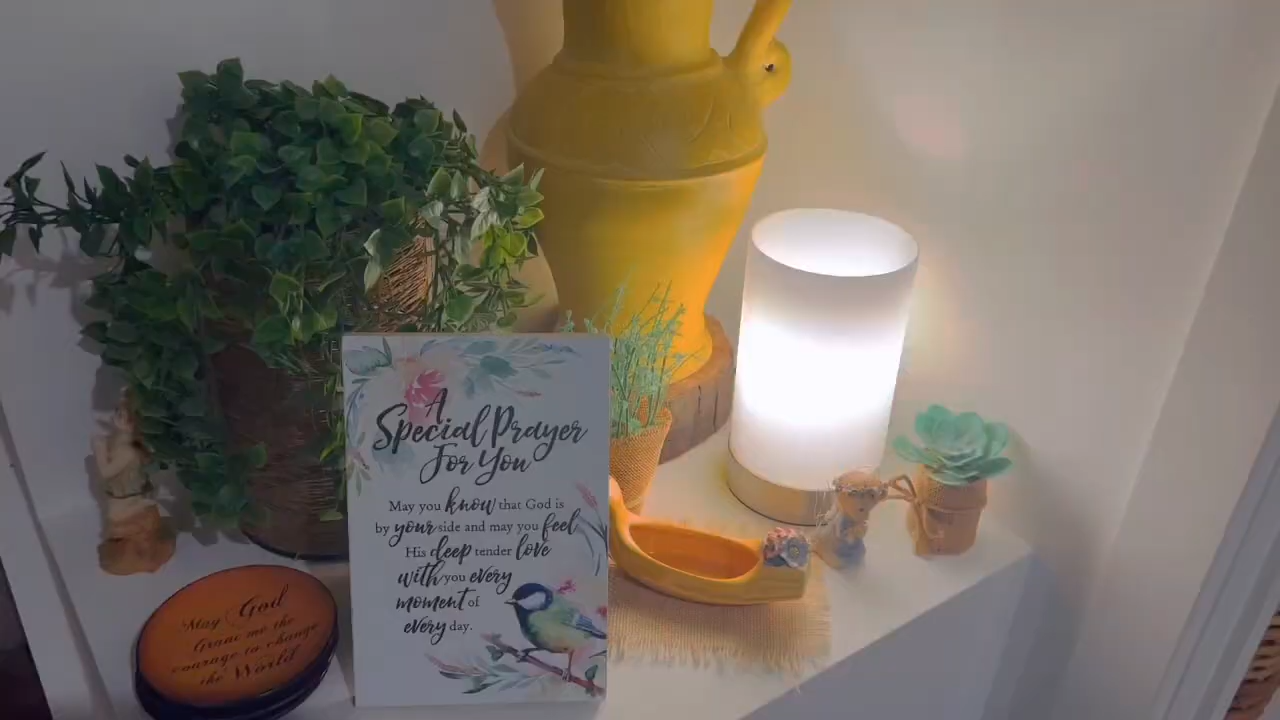 A
Special Prayer
For You
May you know that God is
by your side and may you feel
His deep tender love
with you every
moment of
every day.
May God
Grant me the
courage to change
the World